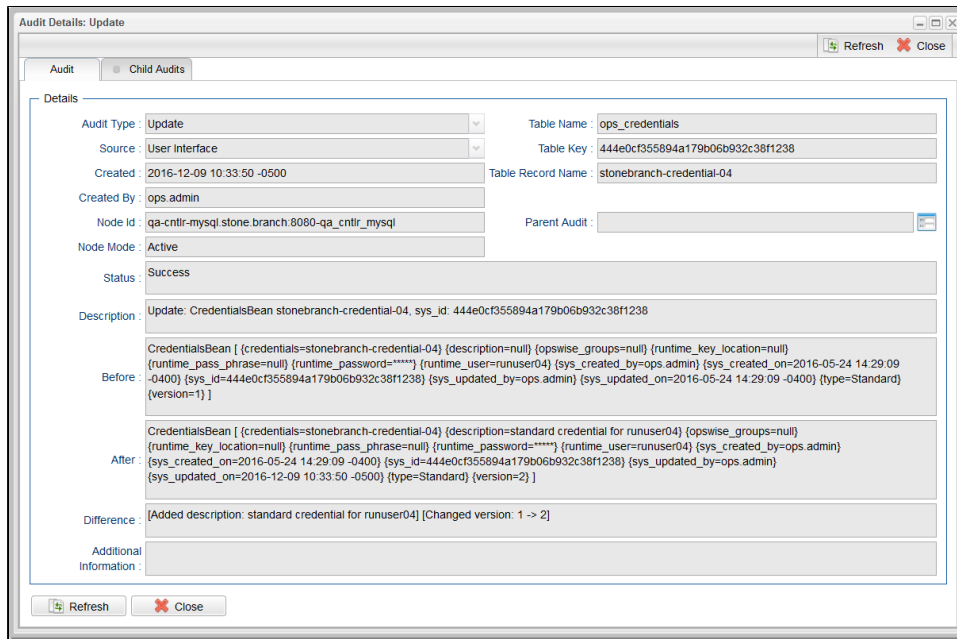 Audit Details: Update
Refresh Close
Audit Child Audits
Details
Audit Type : Update Table Name : ops_credentials
Source : User Interface Table Key : 444e0cf355894a179b06b932c38f1238
Created : 2016-12-09 10:33:50 -0500 Table Record Name : stonebranch-credential-04
Created By : ops.admin
Node Id : qa-cntlr-mysql.stone.branch:8080-qa_cntlr_mysql Parent Audit :
Node Mode : Active
Status : Success
Description : Update: CredentialsBean stonebranch-credential-04, sys_id: 444e0cf355894a179b06b932c38f1238
CredentialsBean [ {credentials=stonebranch-credential-04} {description=null} {opswise_groups=null} {runtime_key_location=null}
{runtime_pass_phrase=null} {runtime_password=*****} {runtime_user=runuser04} {sys_created_by=ops.admin} {sys_created_on=2016-05-24 14:29:09
Before : -0400} {sys_id=444e0cf355894a179b06b932c38f1238} {sys_updated_by=ops.admin} {sys_updated_on=2016-05-24 14:29:09 -0400} {type=Standard}
{version=1} ]
CredentialsBean [ {credentials=stonebranch-credential-04} {description=standard credential for runuser04} {opswise_groups=null}
{runtime_key_location=null} {runtime_pass_phrase=null} {runtime_password=*****} {runtime_user=runuser04} {sys_created_by=ops.admin}
After : {sys_created_on=2016-05-24 14:29:09 -0400} {sys_id=444e0cf355894a179b06b932c38f1238} {sys_updated_by=ops.admin}
{sys_updated_on=2016-12-09 10:33:50 -0500} {type=Standard} {version=2} ]
Difference : [Added description: standard credential for runuser04] [Changed version: 1 -> 2]
Additional
Information :
Refresh Close